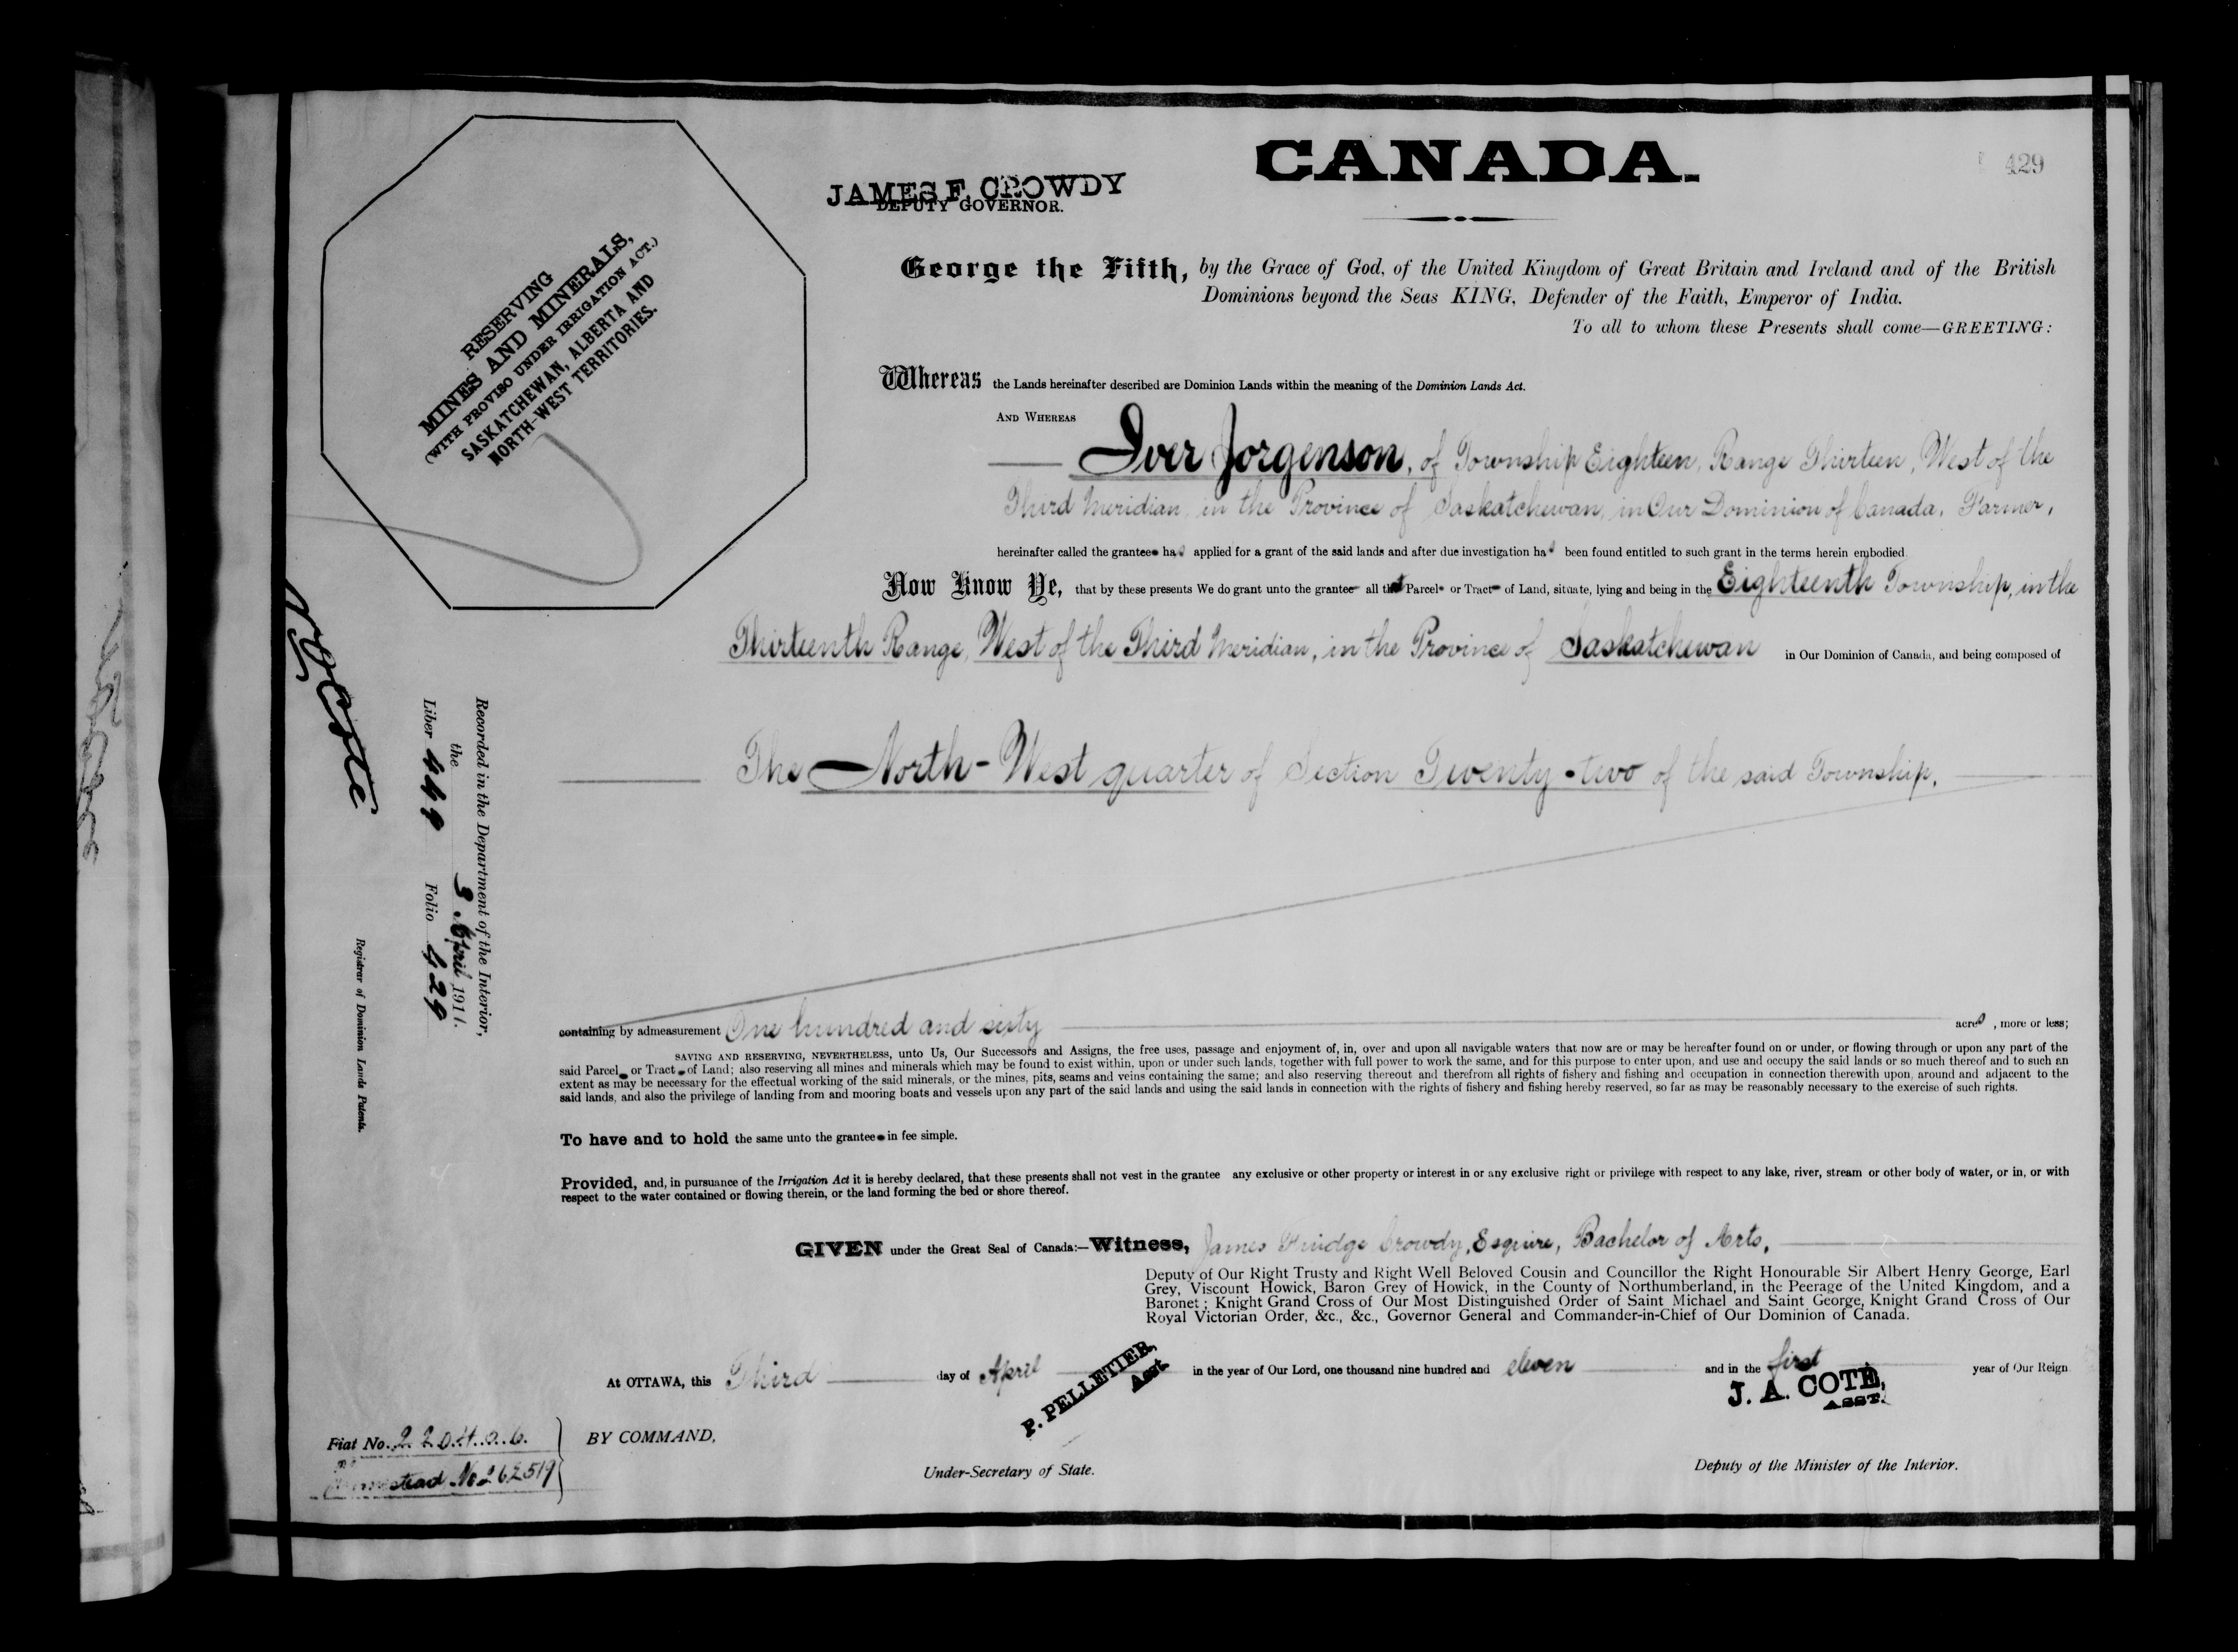 CANADA.
429
JAMES F. CROWDY
DEPUTY GOVERNOR.
RESERVING
MINES AND MINERALS,
(WITH PROVISO UNDER IRRIGATION ACT.)
SASKATCHEWAN, ALBERTA AND
NORTH-WEST TERRITORIES.
George the Fifth, by the Grace of God, of the United Kingdom of Great Britain and Ireland and of the British
Dominions beyond the Seas KING, Defender of the Faith, Emperor of India.
To all to whom these Presents shall come—GREETING:
Whereas the Lands hereinafter described are Dominion Lands within the meaning of the Dominion Lands Act.
AND WHEREAS
Iver Jorgenson, of Township Eighteen, Range Thirteen, West of the
Third Meridian, in the Province of Saskatchewan, in Our Dominion of Canada, Farmer,
hereinafter called the grantee has applied for a grant of the said lands and after due investigation has been found entitled to such grant in the terms herein embodied
Now Know Ye, that by these presents We do grant unto the grantee all that Parcel or Tract of Land, situate, lying and being in the Eighteenth Township, in the
Thirteenth Range, West of the Third Meridian, in the Province of Saskatchewan in Our Dominion of Canada, and being composed of
The North-West quarter of Section Twenty-two of the said Township.
containing by admeasurement One hundred and sixty acres, more or less;
SAVING AND RESERVING, NEVERTHELESS, unto Us, Our Successors and Assigns, the free uses, passage and enjoyment of, in, over and upon all navigable waters that now are or may be hereafter found on or under, or flowing through or upon any part of the
said Parcel or Tract of Land; also reserving all mines and minerals which may be found to exist within, upon or under such lands, together with full power to work the same, and for this purpose to enter upon, and use and occupy the said lands or so much thereof and to such an
extent as may be necessary for the effectual working of the said minerals, or the mines, pits, seams and veins containing the same; and also reserving thereout and therefrom all rights of fishery and fishing and occupation in connection therewith upon, around and adjacent to the
said lands, and also the privilege of landing from and mooring boats and vessels upon any part of the said lands and using the said lands in connection with the rights of fishery and fishing hereby reserved, so far as may be reasonably necessary to the exercise of such rights.
To have and to hold the same unto the grantee in fee simple.
Provided, and, in pursuance of the Irrigation Act it is hereby declared, that these presents shall not vest in the grantee any exclusive or other property or interest in or any exclusive right or privilege with respect to any lake, river, stream or other body of water, or in, or with
respect to the water contained or flowing therein, or the land forming the bed or shore thereof.
GIVEN under the Great Seal of Canada:—Witness, James Fridge Crowdy, Esquire, Bachelor of Arts,
Deputy of Our Right Trusty and Right Well Beloved Cousin and Councillor the Right Honourable Sir Albert Henry George, Earl
Grey, Viscount Howick, Baron Grey of Howick, in the County of Northumberland, in the Peerage of the United Kingdom, and a
Baronet; Knight Grand Cross of Our Most Distinguished Order of Saint Michael and Saint George, Knight Grand Cross of Our
Royal Victorian Order, &c., &c., Governor General and Commander-in-Chief of Our Dominion of Canada.
At OTTAWA, this Third day of April in the year of Our Lord, one thousand nine hundred and eleven and in the first year of Our Reign
P. PELLETIER,
Asst.
J. A. COTE,
ASST.
BY COMMAND,
Under-Secretary of State.
Deputy of the Minister of the Interior.
Fiat No. 220406.
Homestead No 262519
Recorded in the Department of the Interior,
the 3 April 1911.
Liber 449 Folio 429
N O Cote
Registrar of Dominion Lands Patents.